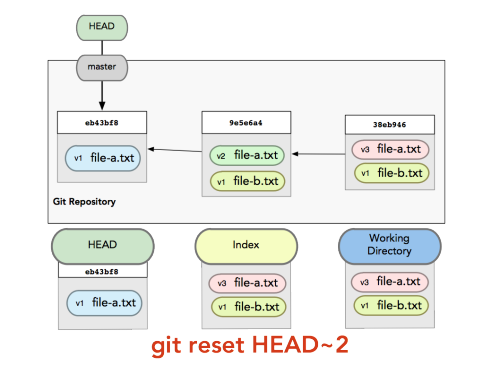 HEAD
master
eb43bf8
9e5e6a4
38eb946
v1 file-a.txt
v2 file-a.txt
v1 file-b.txt
v3 file-a.txt
v1 file-b.txt
Git Repository
HEAD
eb43bf8
v1 file-a.txt
Index
v3 file-a.txt
v1 file-b.txt
Working
Directory
v3 file-a.txt
v1 file-b.txt
git reset HEAD~2